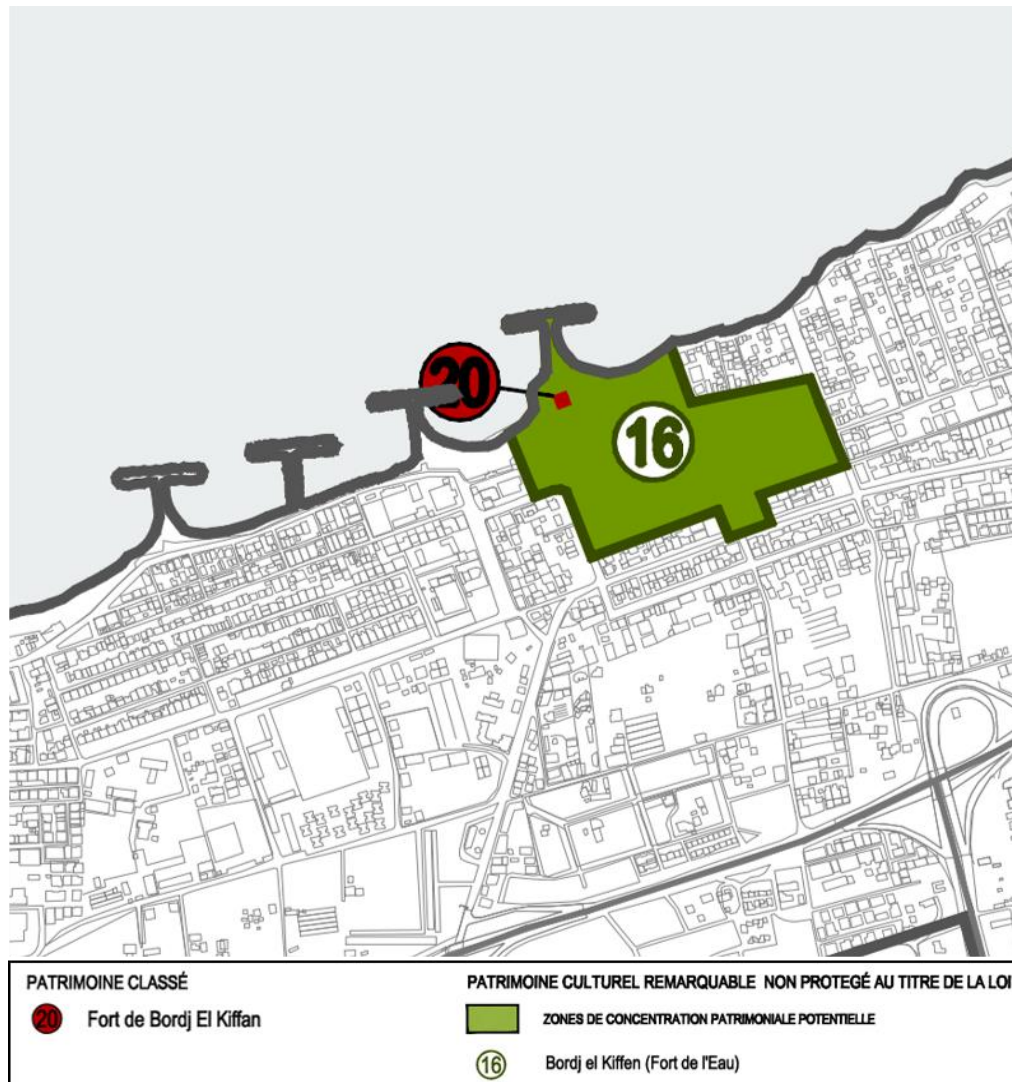 20
16
PATRIMOINE CLASSÉ
20 Fort de Bordj El Kiffan
PATRIMOINE CULTUREL REMARQUABLE NON PROTEGÉ AU TITRE DE LA LOI
ZONES DE CONCENTRATION PATRIMONIALE POTENTIELLE
16 Bordj el Kiffen (Fort de l'Eau)